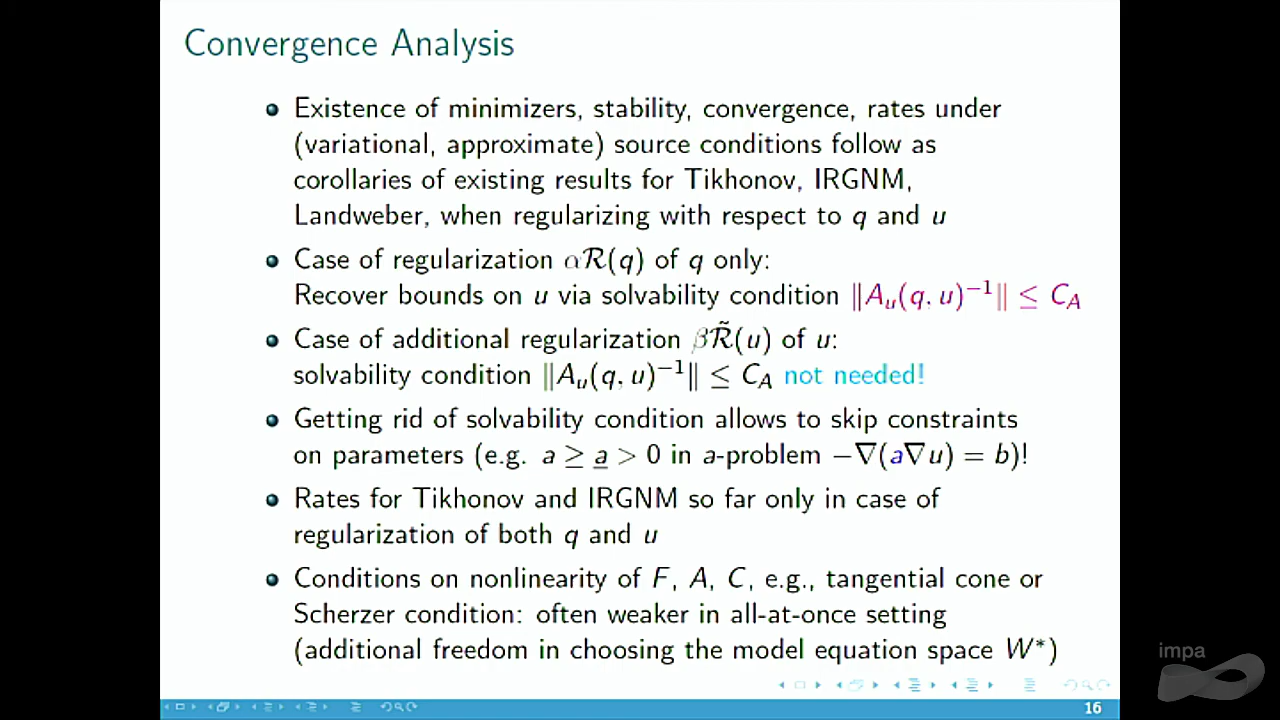 Convergence Analysis
Existence of minimizers, stability, convergence, rates under
(variational, approximate) source conditions follow as
corollaries of existing results for Tikhonov, IRGNM,
Landweber, when regularizing with respect to q and u
Case of regularization αR(q) of q only:
Recover bounds on u via solvability condition ‖A_u(q, u)⁻¹‖ ≤ C_A
Case of additional regularization βR̃(u) of u:
solvability condition ‖A_u(q, u)⁻¹‖ ≤ C_A not needed!
Getting rid of solvability condition allows to skip constraints
on parameters (e.g. a ≥ a̲ > 0 in a-problem −∇(a∇u) = b)!
Rates for Tikhonov and IRGNM so far only in case of
regularization of both q and u
Conditions on nonlinearity of F, A, C, e.g., tangential cone or
Scherzer condition: often weaker in all-at-once setting
(additional freedom in choosing the model equation space W*)
impa
16